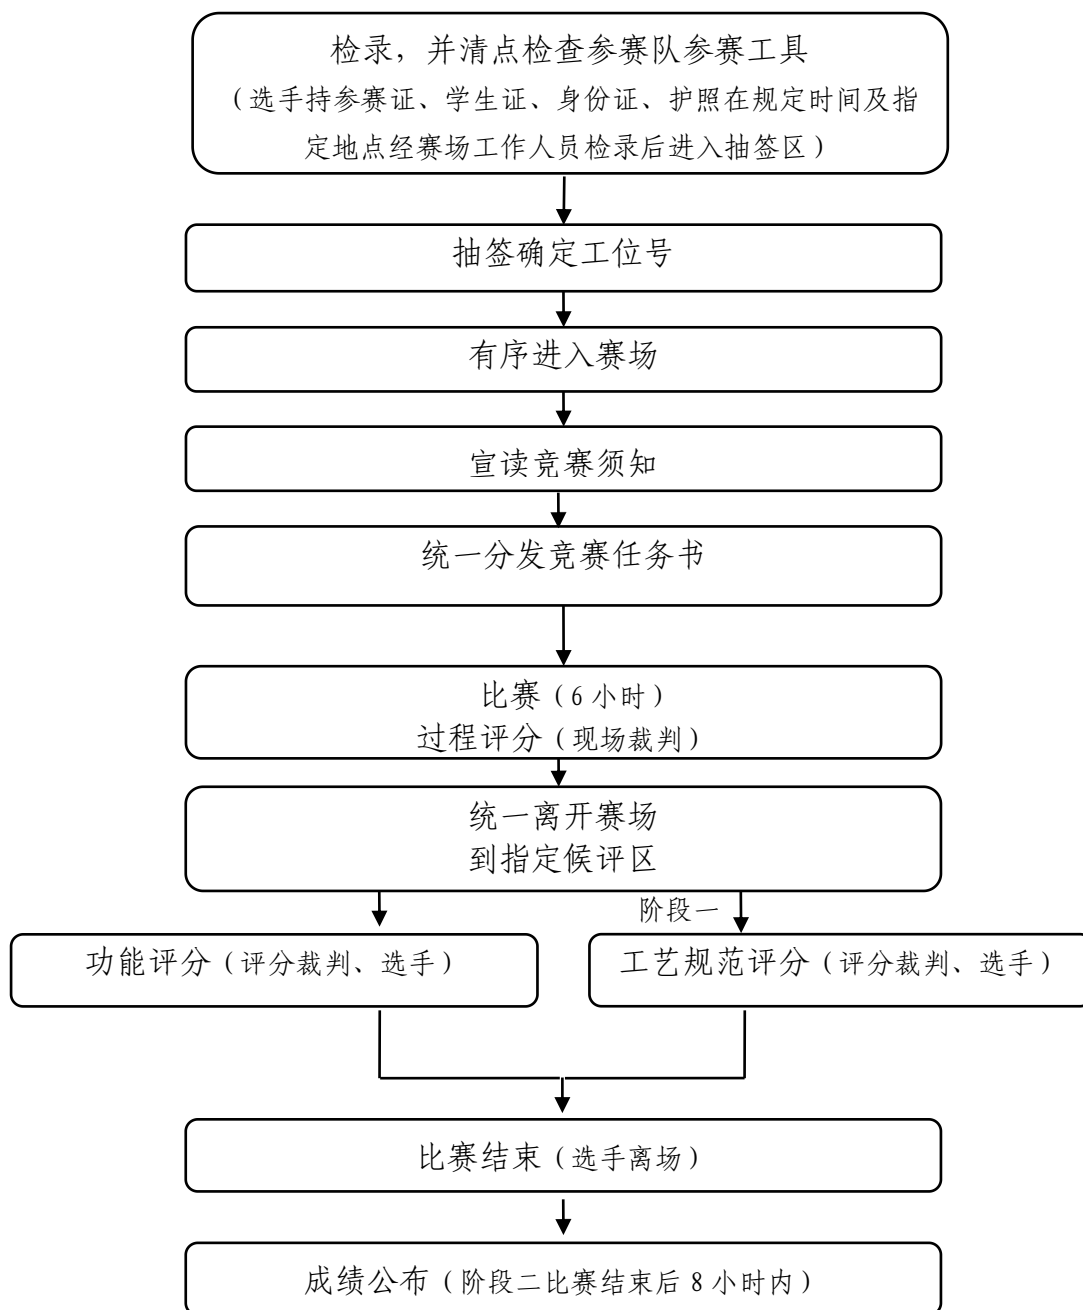 检录，并清点检查参赛队参赛工具
（选手持参赛证、学生证、身份证、护照在规定时间及指
定地点经赛场工作人员检录后进入抽签区）
抽签确定工位号
有序进入赛场
宣读竞赛须知
统一分发竞赛任务书
比赛（6 小时）
过程评分（现场裁判）
统一离开赛场
到指定候评区
阶段一
功能评分（评分裁判、选手）
工艺规范评分（评分裁判、选手）
比赛结束（选手离场）
成绩公布（阶段二比赛结束后 8 小时内）